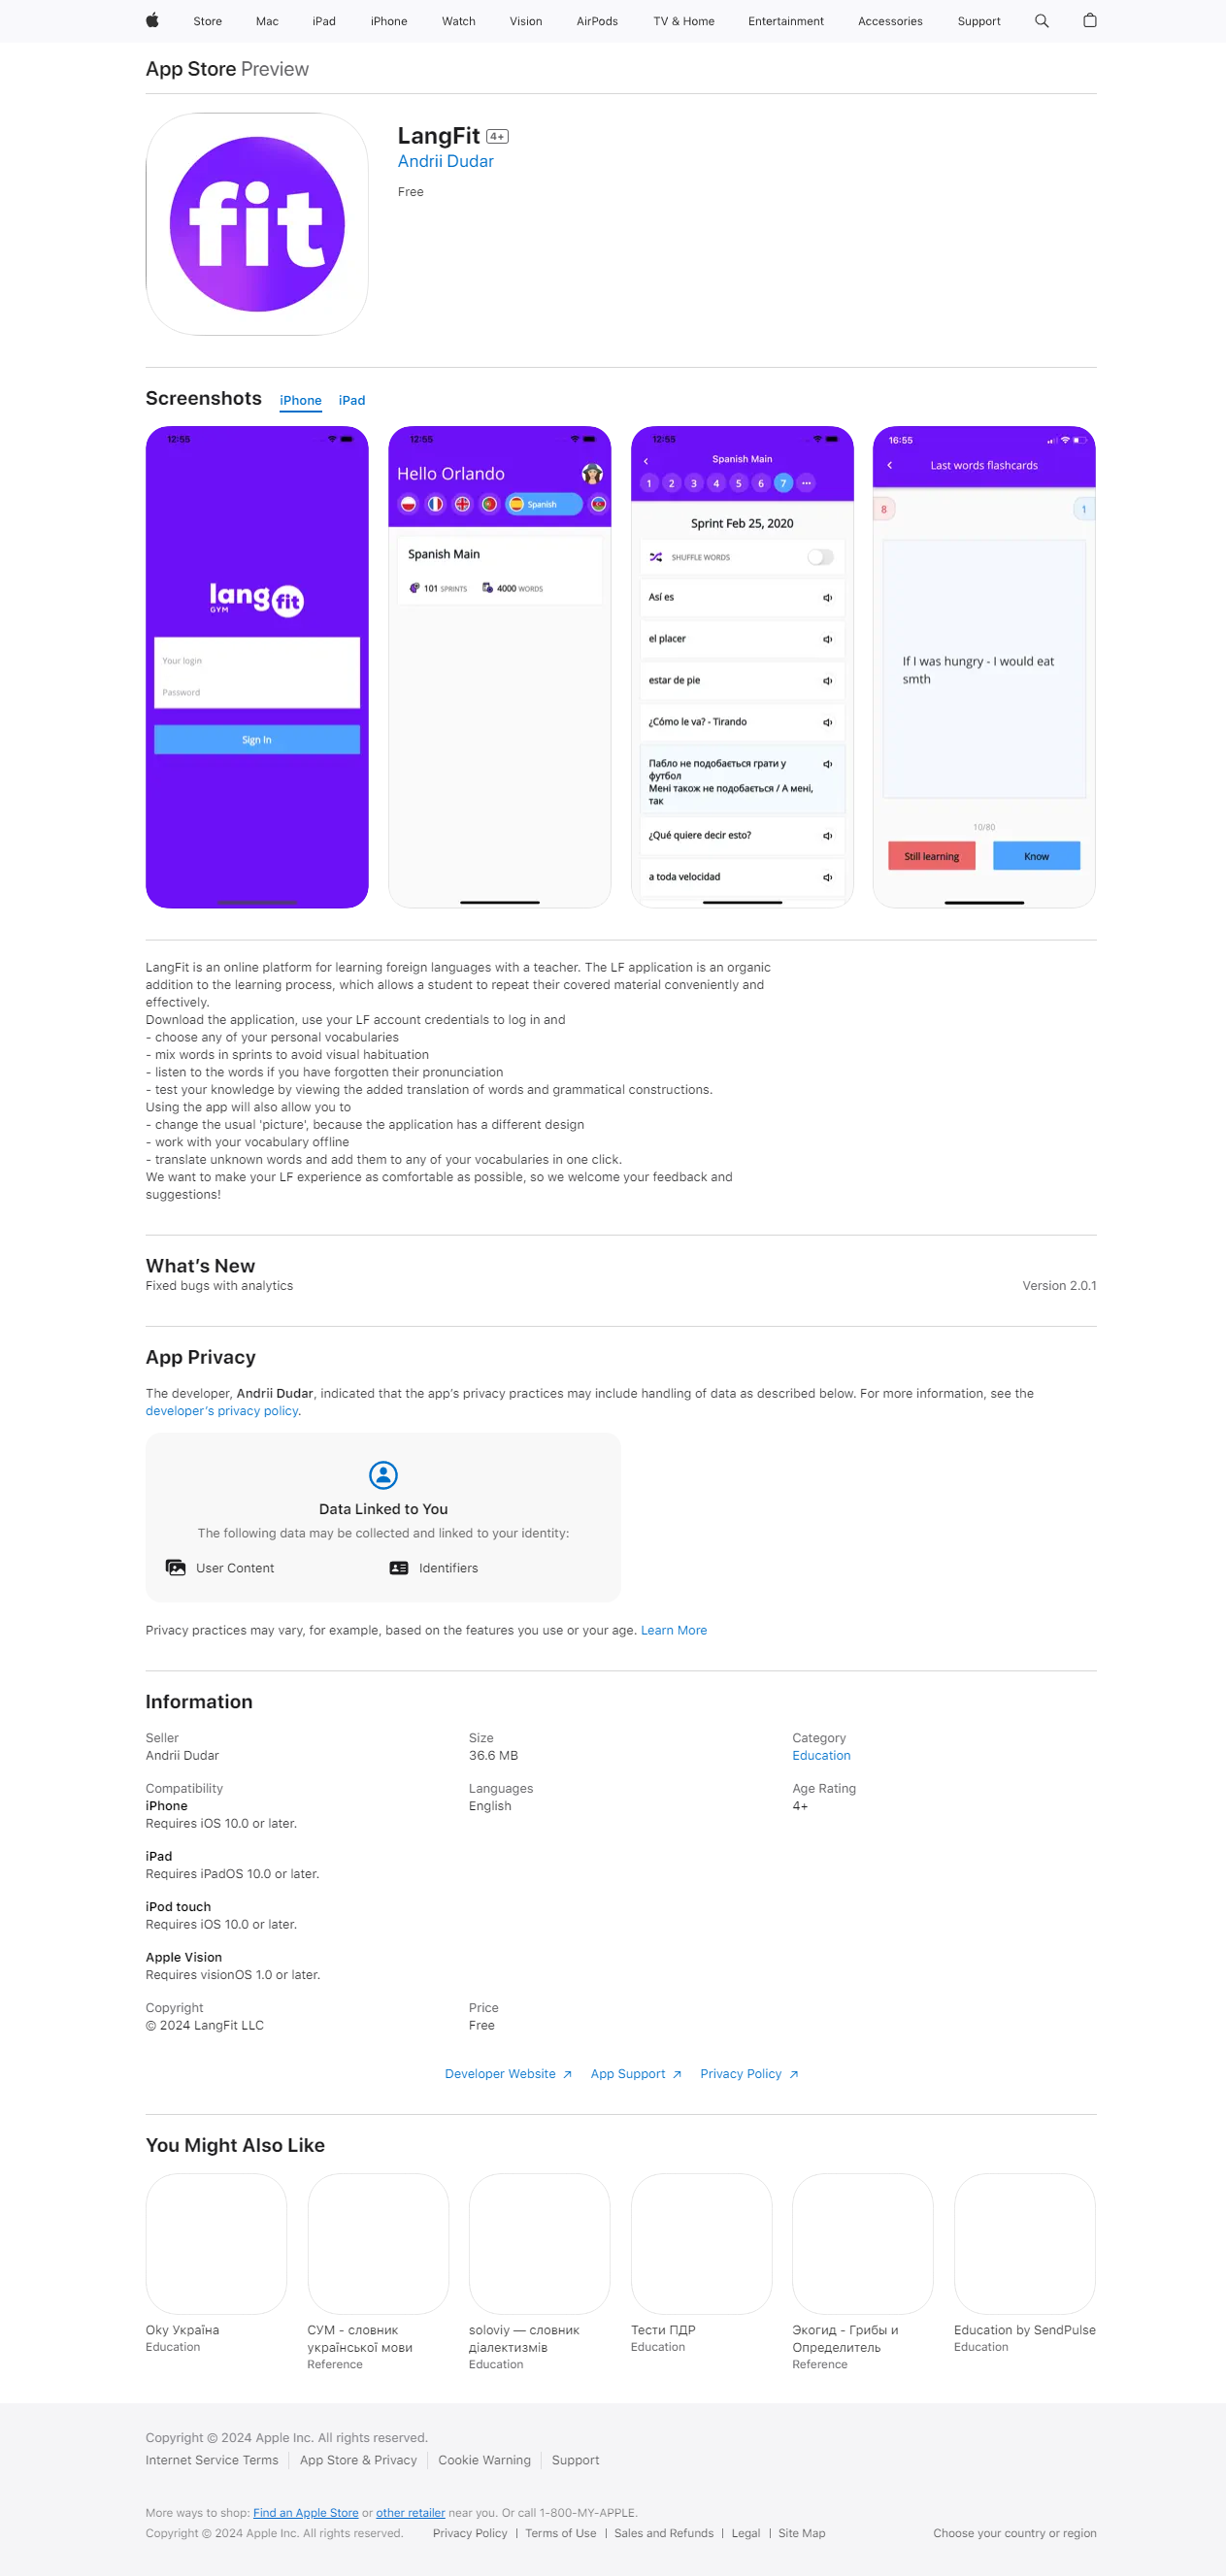 Store Mac iPad iPhone Watch Vision AirPods TV & Home Entertainment Accessories Support
App Store Preview
fit
LangFit 4+
Andrii Dudar
Free
Screenshots iPhone iPad
12:55
lang fit
GYM
Your login
Password
Sign In
12:55
Hello Orlando
Spanish
Spanish Main
101 SPRINTS 4000 WORDS
12:55
Spanish Main
1 2 3 4 5 6 7 •••
Sprint Feb 25, 2020
SHUFFLE WORDS
Así es
el placer
estar de pie
¿Cómo le va? - Tirando
Пабло не подобається грати у
футбол
Мені також не подобається / А мені,
так
¿Qué quiere decir esto?
a toda velocidad
16:55
Last words flashcards
8 1
If I was hungry - I would eat
smth
10/80
Still learning Know
LangFit is an online platform for learning foreign languages with a teacher. The LF application is an organic
addition to the learning process, which allows a student to repeat their covered material conveniently and
effectively.
Download the application, use your LF account credentials to log in and
- choose any of your personal vocabularies
- mix words in sprints to avoid visual habituation
- listen to the words if you have forgotten their pronunciation
- test your knowledge by viewing the added translation of words and grammatical constructions.
Using the app will also allow you to
- change the usual 'picture', because the application has a different design
- work with your vocabulary offline
- translate unknown words and add them to any of your vocabularies in one click.
We want to make your LF experience as comfortable as possible, so we welcome your feedback and
suggestions!
What's New
Fixed bugs with analytics Version 2.0.1
App Privacy
The developer, Andrii Dudar, indicated that the app's privacy practices may include handling of data as described below. For more information, see the
developer's privacy policy.
Data Linked to You
The following data may be collected and linked to your identity:
User Content Identifiers
Privacy practices may vary, for example, based on the features you use or your age. Learn More
Information
Seller Size Category
Andrii Dudar 36.6 MB Education
Compatibility Languages Age Rating
iPhone English 4+
Requires iOS 10.0 or later.
iPad
Requires iPadOS 10.0 or later.
iPod touch
Requires iOS 10.0 or later.
Apple Vision
Requires visionOS 1.0 or later.
Copyright Price
© 2024 LangFit LLC Free
Developer Website App Support Privacy Policy
You Might Also Like
Oky Україна
Education
СУМ - словник
української мови
Reference
soloviy — словник
діалектизмів
Education
Тести ПДР
Education
Экогид - Грибы и
Определитель
Reference
Education by SendPulse
Education
Copyright © 2024 Apple Inc. All rights reserved.
Internet Service Terms App Store & Privacy Cookie Warning Support
More ways to shop: Find an Apple Store or other retailer near you. Or call 1-800-MY-APPLE.
Copyright © 2024 Apple Inc. All rights reserved. Privacy Policy Terms of Use Sales and Refunds Legal Site Map Choose your country or region